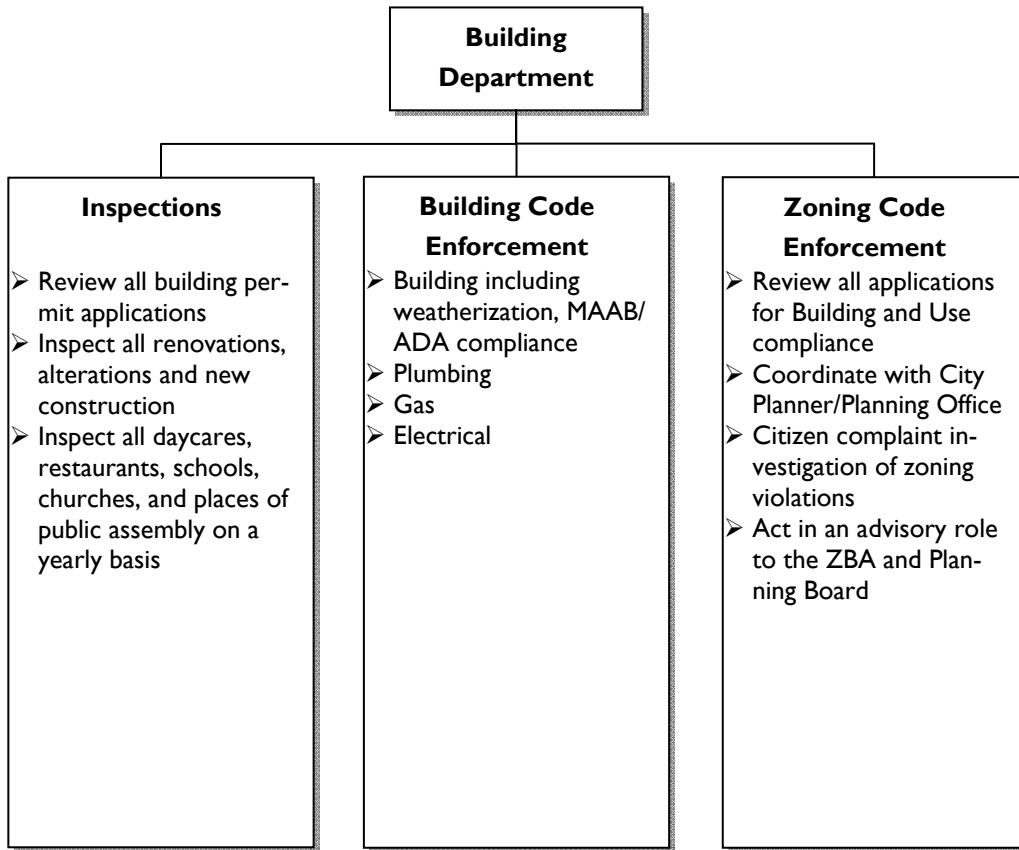 Building
Department
Inspections
➢ Review all building per-
mit applications
➢ Inspect all renovations,
alterations and new
construction
➢ Inspect all daycares,
restaurants, schools,
churches, and places of
public assembly on a
yearly basis
Building Code
Enforcement
➢ Building including
weatherization, MAAB/
ADA compliance
➢ Plumbing
➢ Gas
➢ Electrical
Zoning Code
Enforcement
➢ Review all applications
for Building and Use
compliance
➢ Coordinate with City
Planner/Planning Office
➢ Citizen complaint in-
vestigation of zoning
violations
➢ Act in an advisory role
to the ZBA and Plan-
ning Board